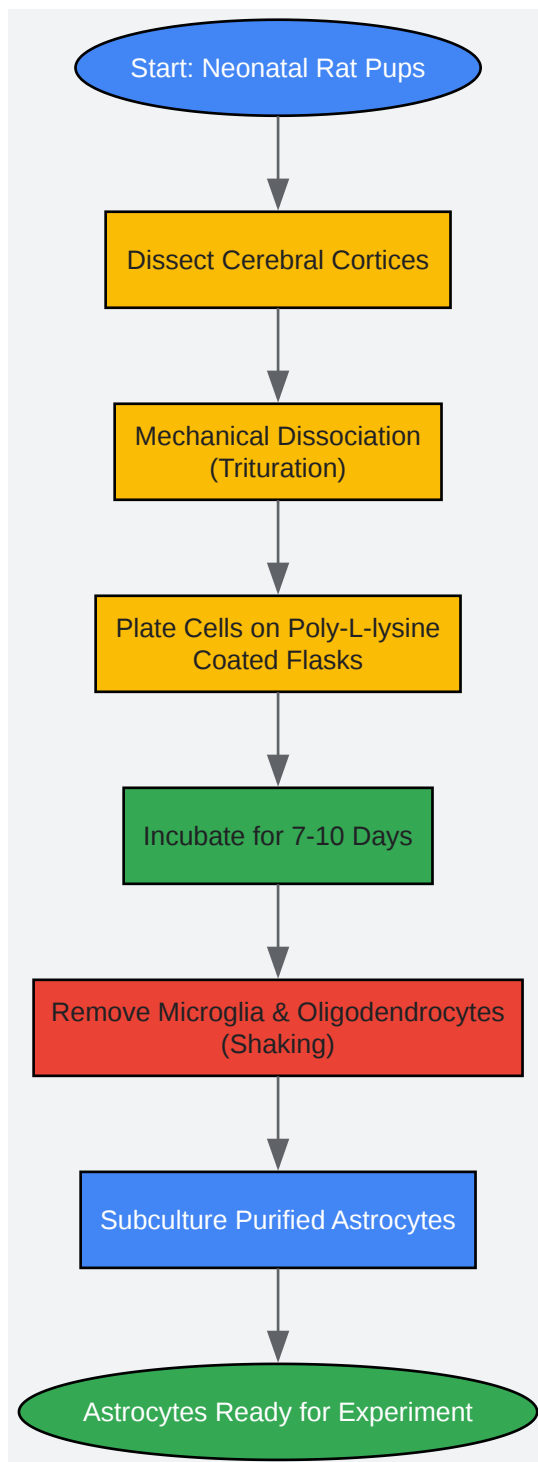 Start: Neonatal Rat Pups
Dissect Cerebral Cortices
Mechanical Dissociation
(Trituration)
Plate Cells on Poly-L-lysine
Coated Flasks
Incubate for 7-10 Days
Remove Microglia & Oligodendrocytes
(Shaking)
Subculture Purified Astrocytes
Astrocytes Ready for Experiment